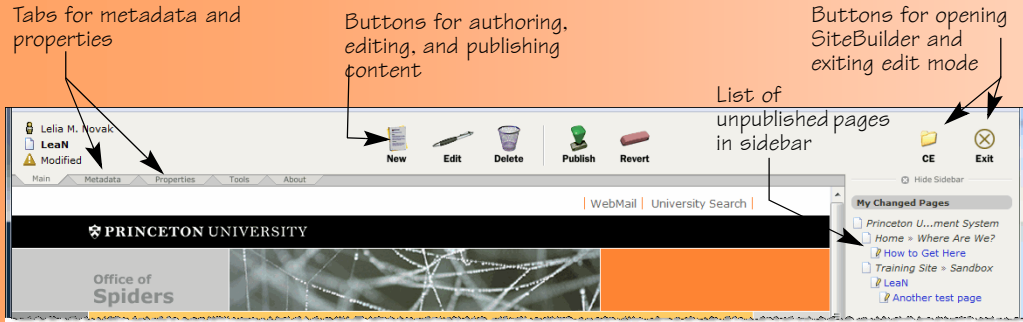 Tabs for metadata and
properties
Buttons for authoring,
editing, and publishing
content
Buttons for opening
SiteBuilder and
exiting edit mode
List of
unpublished pages
in sidebar
Lelia M. Novak
LeaN
Modified
New
Edit
Delete
Publish
Revert
CE
Exit
Main
Metadata
Properties
Tools
About
Hide Sidebar
WebMail
University Search
My Changed Pages
PRINCETON UNIVERSITY
Princeton U...ment System
Home » Where Are We?
How to Get Here
Training Site » Sandbox
LeaN
Another test page
Office of
Spiders